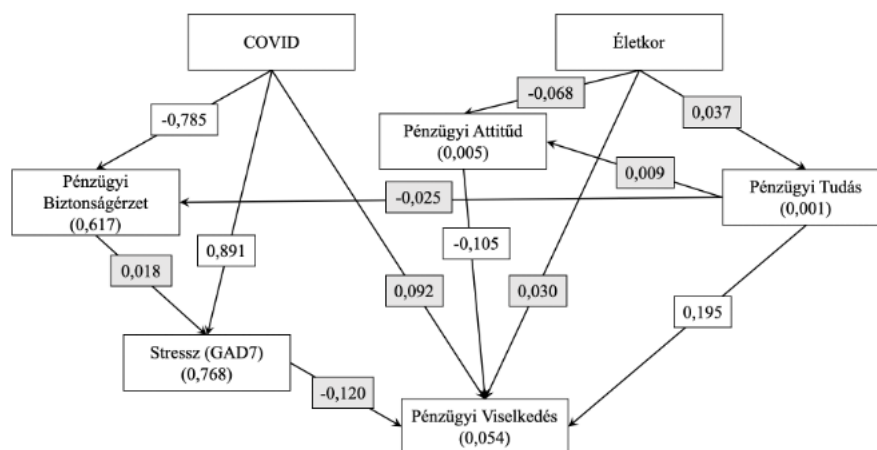 COVID
Életkor
-0,068
0,037
-0,785
Pénzügyi Attitűd
(0,005)
0,009
Pénzügyi
Biztonságérzet
(0,617)
-0,025
Pénzügyi Tudás
(0,001)
-0,105
0,891
0,018
0,092
0,030
0,195
Stressz (GAD7)
(0,768)
-0,120
Pénzügyi Viselkedés
(0,054)